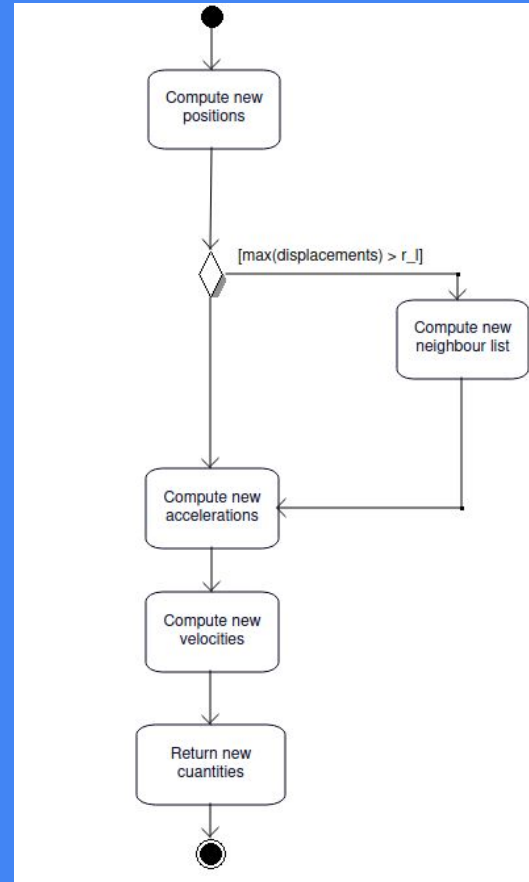 Compute new
positions
[max(displacements) > r_l]
Compute new
neighbour list
Compute new
accelerations
Compute new
velocities
Return new
cuantities